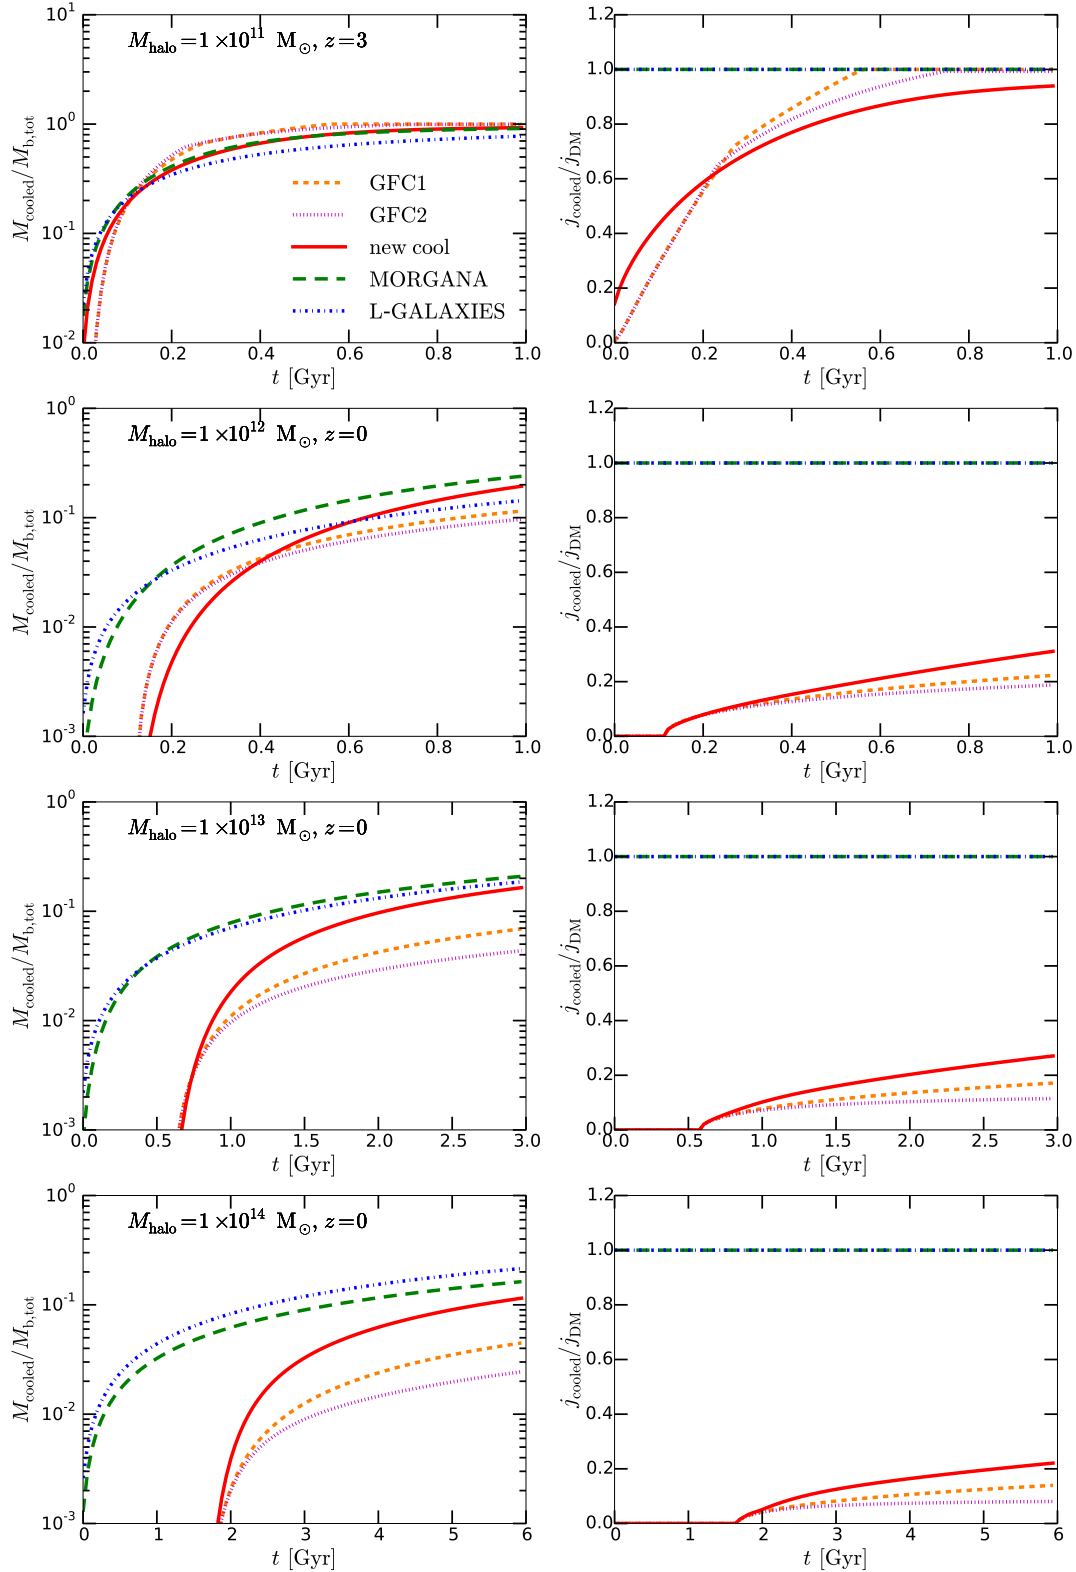 10^1
10^0
10^-1
10^-2
M_cooled/M_b,tot
M_halo = 1×10^11 M_⊙, z=3
GFC1
GFC2
new cool
MORGANA
L-GALAXIES
0.0 0.2 0.4 0.6 0.8 1.0
t [Gyr]
1.2
1.0
0.8
0.6
0.4
0.2
0.0
j_cooled/j_DM
0.0 0.2 0.4 0.6 0.8 1.0
t [Gyr]
10^0
10^-1
10^-2
10^-3
M_cooled/M_b,tot
M_halo = 1×10^12 M_⊙, z=0
0.0 0.2 0.4 0.6 0.8 1.0
t [Gyr]
1.2
1.0
0.8
0.6
0.4
0.2
0.0
j_cooled/j_DM
0.0 0.2 0.4 0.6 0.8 1.0
t [Gyr]
10^0
10^-1
10^-2
10^-3
M_cooled/M_b,tot
M_halo = 1×10^13 M_⊙, z=0
0.0 0.5 1.0 1.5 2.0 2.5 3.0
t [Gyr]
1.2
1.0
0.8
0.6
0.4
0.2
0.0
j_cooled/j_DM
0.0 0.5 1.0 1.5 2.0 2.5 3.0
t [Gyr]
10^0
10^-1
10^-2
10^-3
M_cooled/M_b,tot
M_halo = 1×10^14 M_⊙, z=0
0 1 2 3 4 5 6
t [Gyr]
1.2
1.0
0.8
0.6
0.4
0.2
0.0
j_cooled/j_DM
0 1 2 3 4 5 6
t [Gyr]